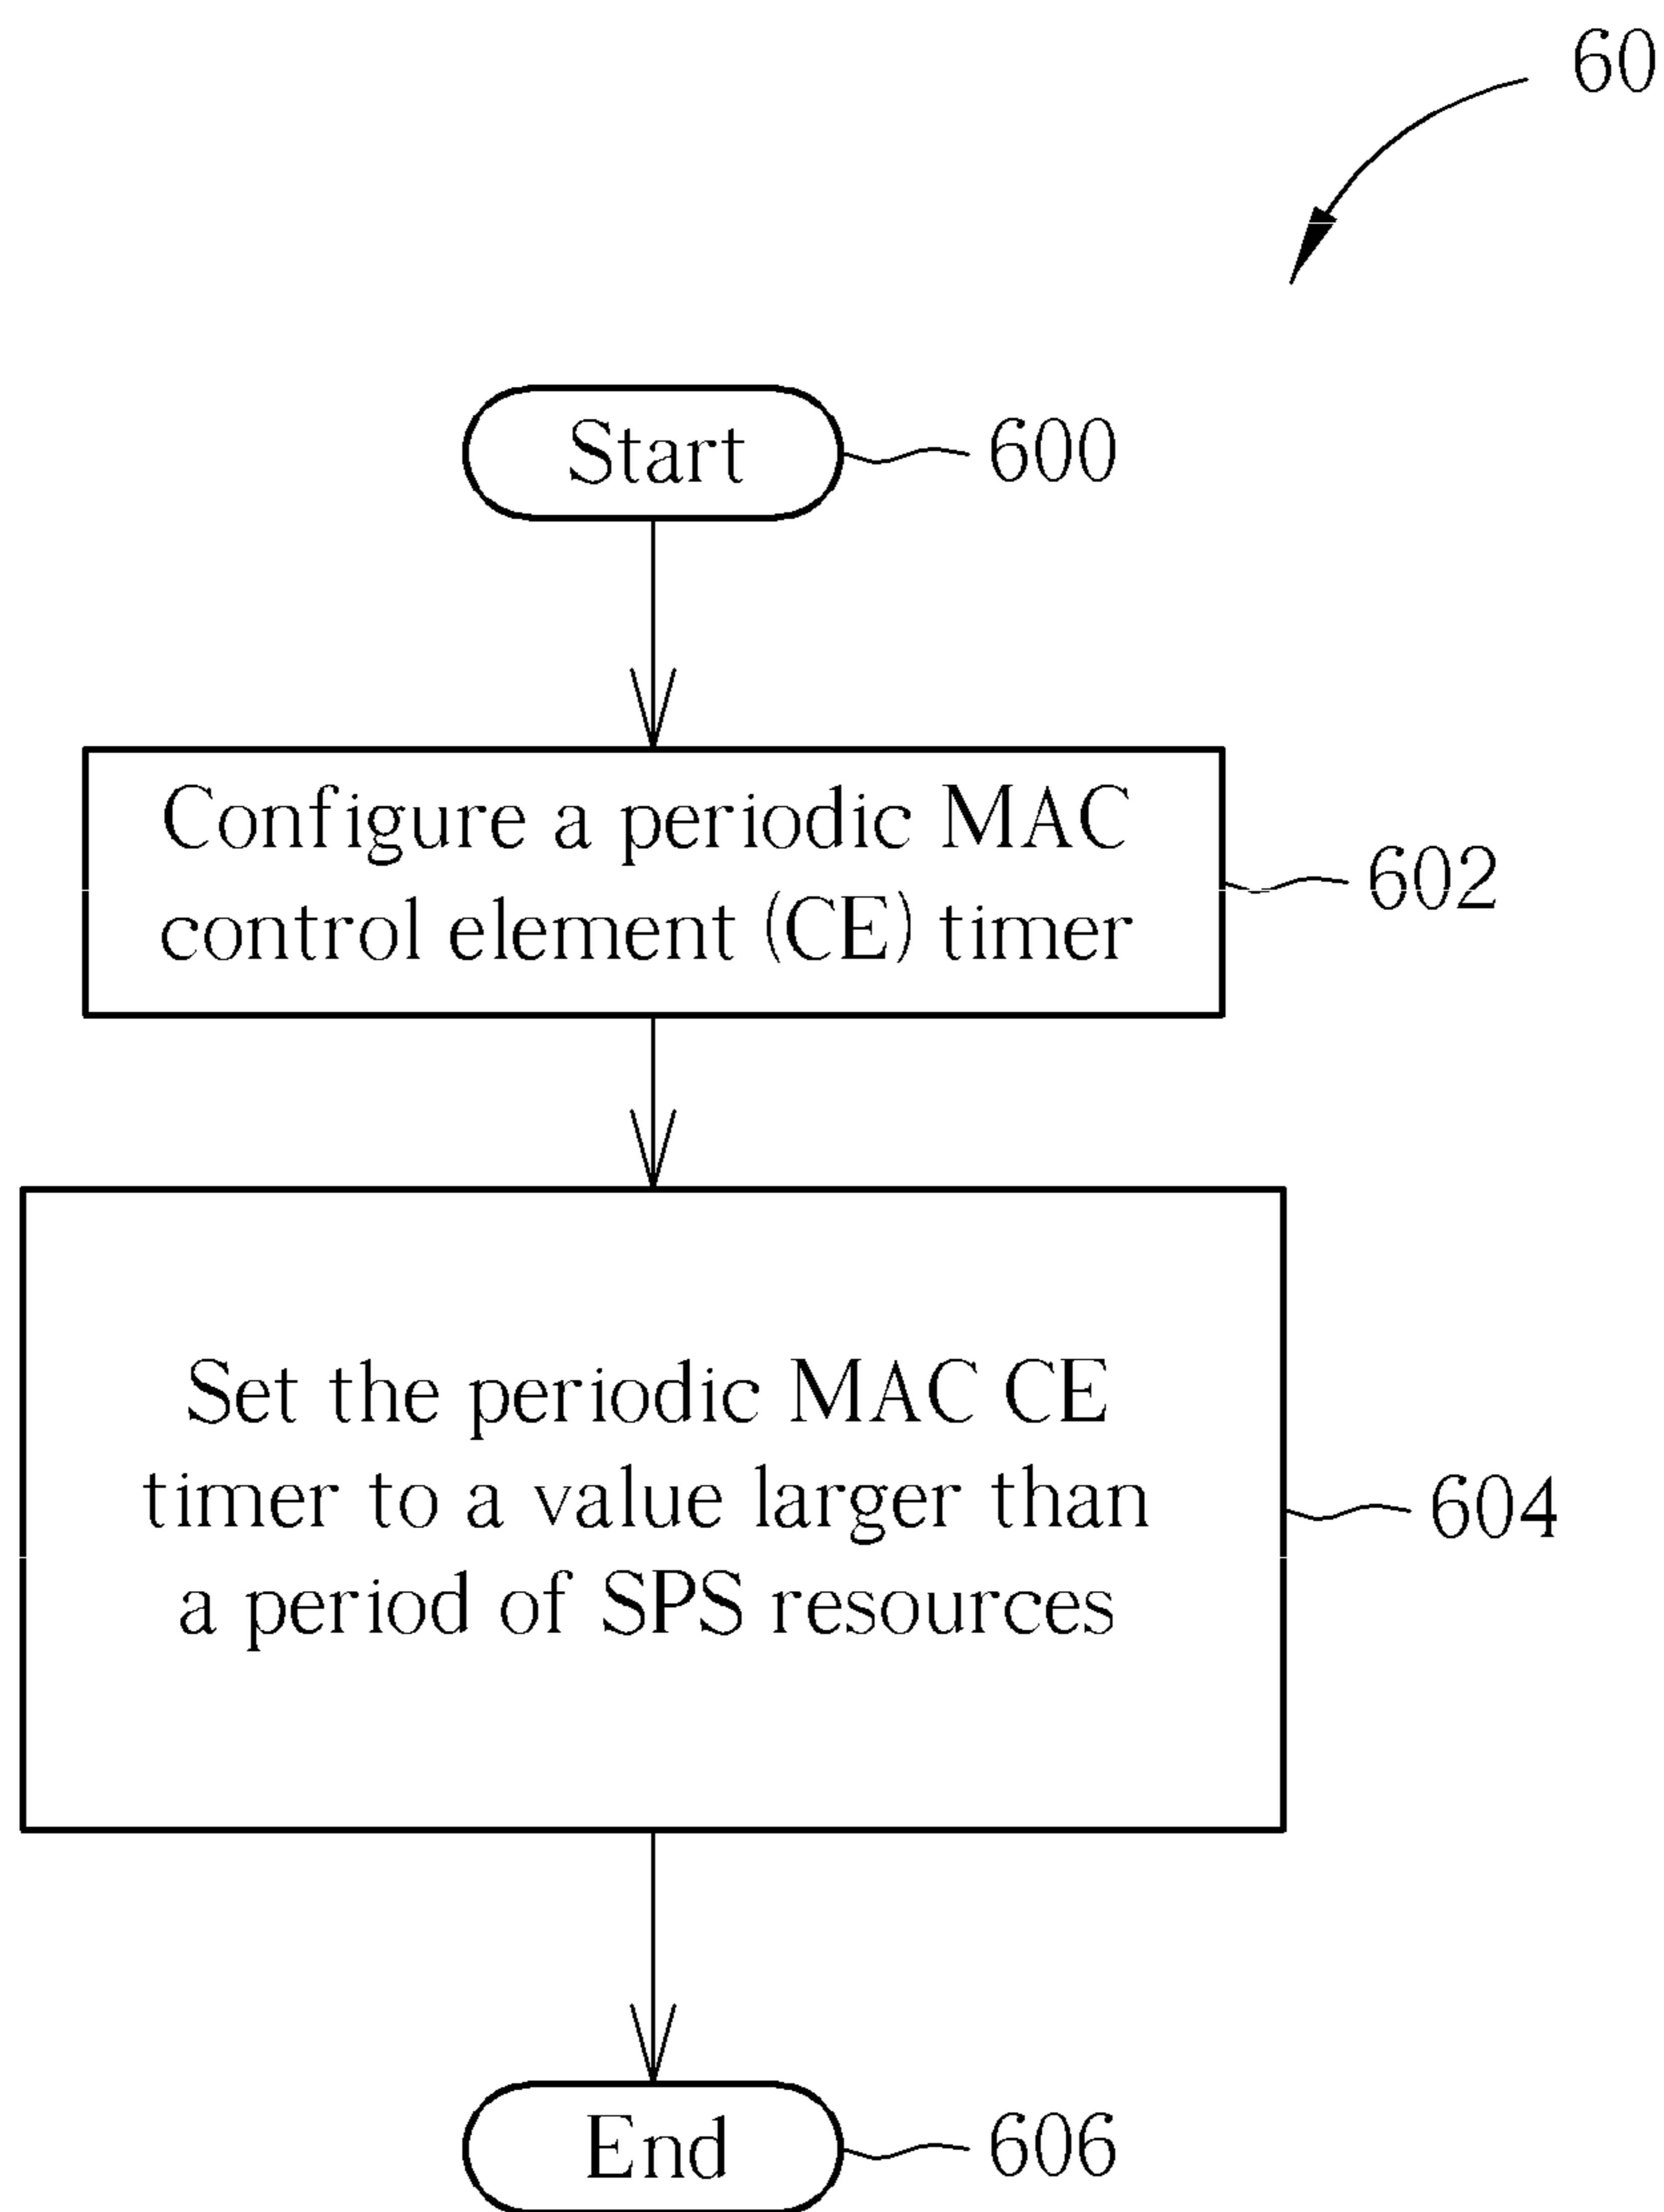 60
Start
600
Configure a periodic MAC
control element (CE) timer
602
Set the periodic MAC CE
timer to a value larger than
a period of SPS resources
604
End
606